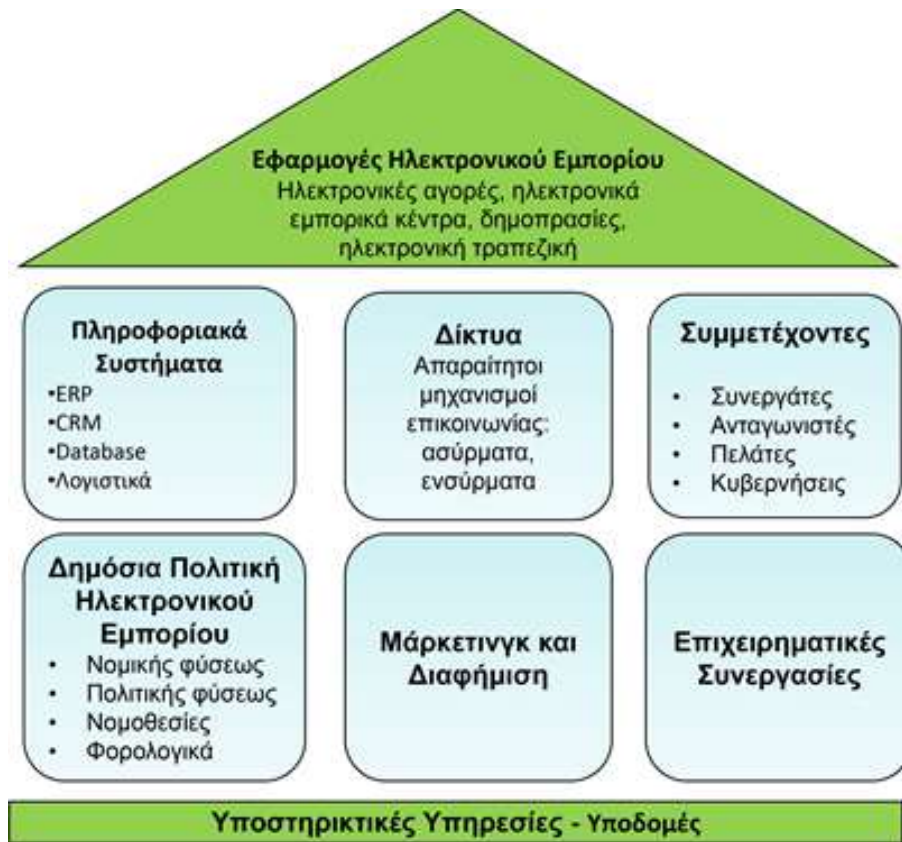 Εφαρμογές Ηλεκτρονικού Εμπορίου
Ηλεκτρονικές αγορές, ηλεκτρονικά
εμπορικά κέντρα, δημοπρασίες,
ηλεκτρονική τραπεζική
Πληροφοριακά
Συστήματα
•ERP
•CRM
•Database
•Λογιστικά
Δίκτυα
Απαραίτητοι
μηχανισμοί
επικοινωνίας:
ασύρματα,
ενσύρματα
Συμμετέχοντες
• Συνεργάτες
• Ανταγωνιστές
• Πελάτες
• Κυβερνήσεις
Δημόσια Πολιτική
Ηλεκτρονικού
Εμπορίου
• Νομικής φύσεως
• Πολιτικής φύσεως
• Νομοθεσίες
• Φορολογικά
Μάρκετινγκ και
Διαφήμιση
Επιχειρηματικές
Συνεργασίες
Υποστηρικτικές Υπηρεσίες - Υποδομές